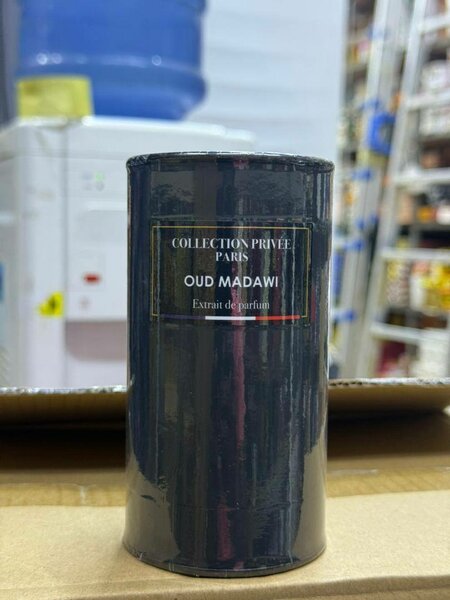 COLLECTION PRIVÉE
PARIS
OUD MADAWI
Extrait de parfum